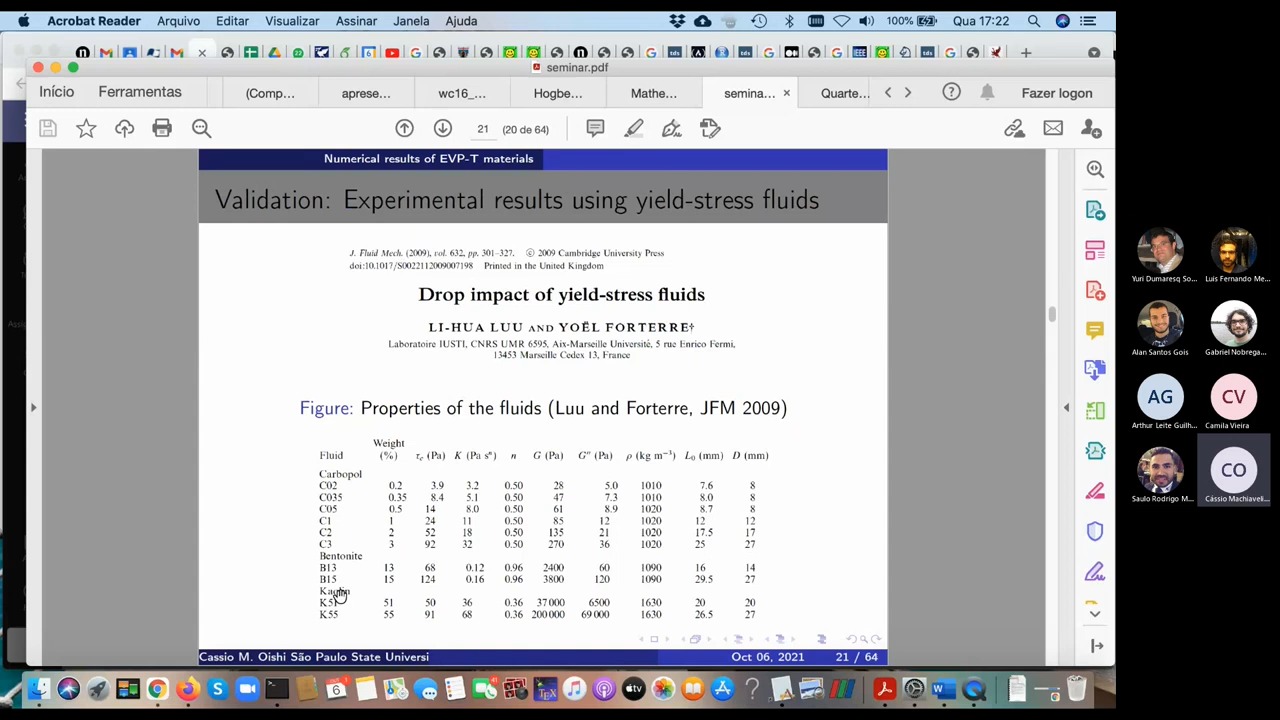 Acrobat Reader Arquivo Editar Visualizar Assinar Janela Ajuda 100% Qua 17:22
seminar.pdf
Início Ferramentas (Comp... aprese... wc16_... Hogbe... Mathe... semina... × Quarte... Fazer logon
21 (20 de 64)
Numerical results of EVP-T materials
Validation: Experimental results using yield-stress fluids
J. Fluid Mech. (2009), vol. 632, pp. 301–327. © 2009 Cambridge University Press
doi:10.1017/S0022112009007198 Printed in the United Kingdom
Drop impact of yield-stress fluids
LI-HUA LUU AND YOËL FORTERRE†
Laboratoire IUSTI, CNRS UMR 6595, Aix-Marseille Université, 5 rue Enrico Fermi,
13453 Marseille Cedex 13, France
Figure: Properties of the fluids (Luu and Forterre, JFM 2009)
Weight
Fluid (%) τc (Pa) K (Pa sⁿ) n G (Pa) G″ (Pa) ρ (kg m⁻³) L₀ (mm) D (mm)
Carbopol
C02 0.2 3.9 3.2 0.50 28 5.0 1010 7.6 8
C035 0.35 8.4 5.1 0.50 47 7.3 1010 8.0 8
C05 0.5 14 8.0 0.50 61 8.9 1020 8.7 8
C1 1 24 11 0.50 85 12 1020 12 12
C2 2 52 18 0.50 135 21 1020 17.5 17
C3 3 92 32 0.50 270 36 1020 25 27
Bentonite
B13 13 68 0.12 0.96 2400 60 1090 16 14
B15 15 124 0.16 0.96 3800 120 1090 29.5 27
Kaolin
K51 51 50 36 0.36 37 000 6500 1630 20 20
K55 55 91 68 0.36 200 000 69 000 1630 26.5 27
Cassio M. Oishi São Paulo State Universi Oct 06, 2021 21 / 64
Yuri Dumaresq So... Luis Fernando Me...
Alan Santos Gois Gabriel Nobrega...
AG CV
Arthur Leite Guilh... Camila Vieira
CO
Saulo Rodrigo M... Cássio Machiaveli...